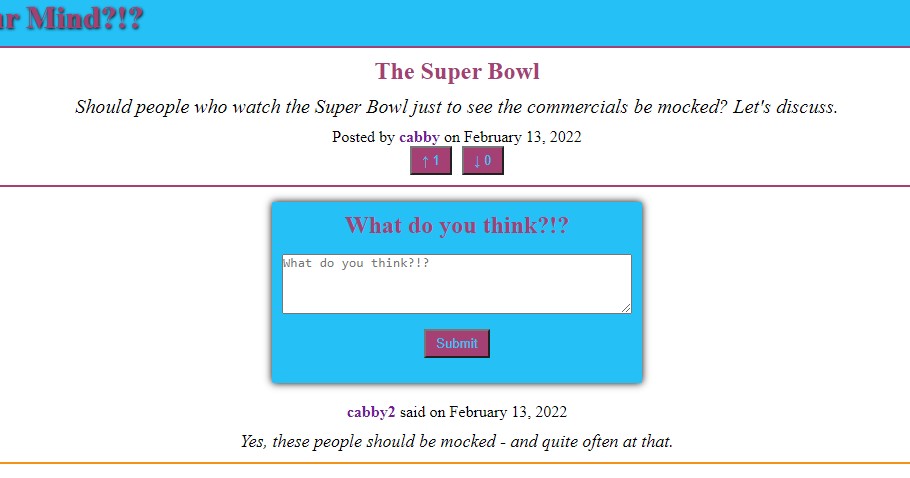 r Mind?!?
The Super Bowl
Should people who watch the Super Bowl just to see the commercials be mocked? Let's discuss.
Posted by cabby on February 13, 2022
↑ 1 ↓ 0
What do you think?!?
What do you think?!?
Submit
cabby2 said on February 13, 2022
Yes, these people should be mocked - and quite often at that.